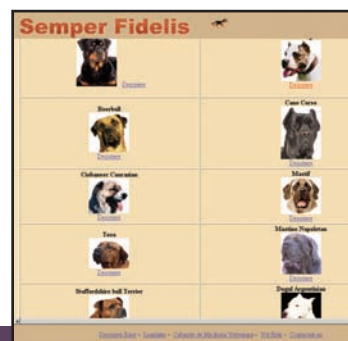 Semper Fidelis
Descriere
Descriere
Boerbull
Cane Corso
Descriere
Descriere
Ciobanesc Caucazian
Mastif
Descriere
Descriere
Tosa
Mastino Napoletan
Descriere
Descriere
Staffordshire bull Terrier
Dogul Argentinian